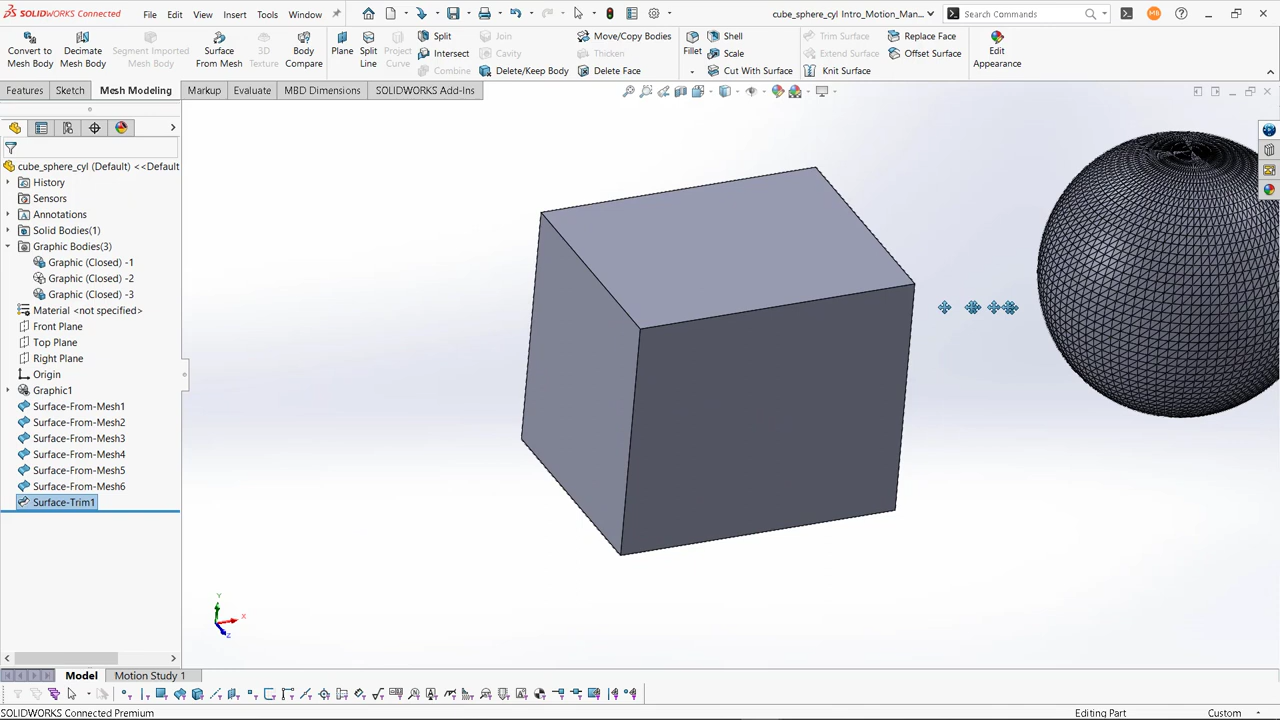 SOLIDWORKS Connected
File Edit View Insert Tools Window
cube_sphere_cyl Intro_Motion_Man...
Search Commands
MB
Convert to Mesh Body
Decimate Mesh Body
Segment Imported Mesh Body
Surface From Mesh
3D Texture
Body Compare
Plane
Split Line
Project Curve
Split
Intersect
Combine
Join
Cavity
Delete/Keep Body
Move/Copy Bodies
Thicken
Delete Face
Fillet
Shell
Scale
Cut With Surface
Trim Surface
Extend Surface
Knit Surface
Replace Face
Offset Surface
Edit Appearance
Features Sketch Mesh Modeling Markup Evaluate MBD Dimensions SOLIDWORKS Add-Ins
cube_sphere_cyl (Default) <<Default
History
Sensors
Annotations
Solid Bodies(1)
Graphic Bodies(3)
Graphic (Closed) -1
Graphic (Closed) -2
Graphic (Closed) -3
Material <not specified>
Front Plane
Top Plane
Right Plane
Origin
Graphic1
Surface-From-Mesh1
Surface-From-Mesh2
Surface-From-Mesh3
Surface-From-Mesh4
Surface-From-Mesh5
Surface-From-Mesh6
Surface-Trim1
Y
X
Z
Model Motion Study 1
SOLIDWORKS Connected Premium
Editing Part
Custom